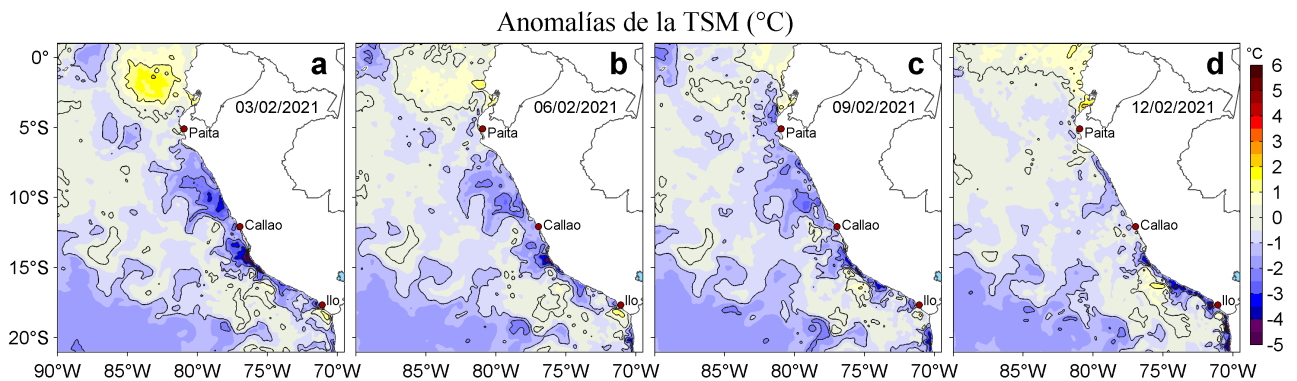 Anomalías de la TSM (°C)
a
03/02/2021
Paita
Callao
Ilo
b
06/02/2021
Paita
Callao
Ilo
c
09/02/2021
Paita
Callao
Ilo
d
12/02/2021
Paita
Callao
Ilo
0°
5°S
10°S
15°S
20°S
90°W 85°W 80°W 75°W 70°W
85°W 80°W 75°W 70°W
85°W 80°W 75°W 70°W
85°W 80°W 75°W 70°W
°C
6
5
4
3
2
1
0
-1
-2
-3
-4
-5